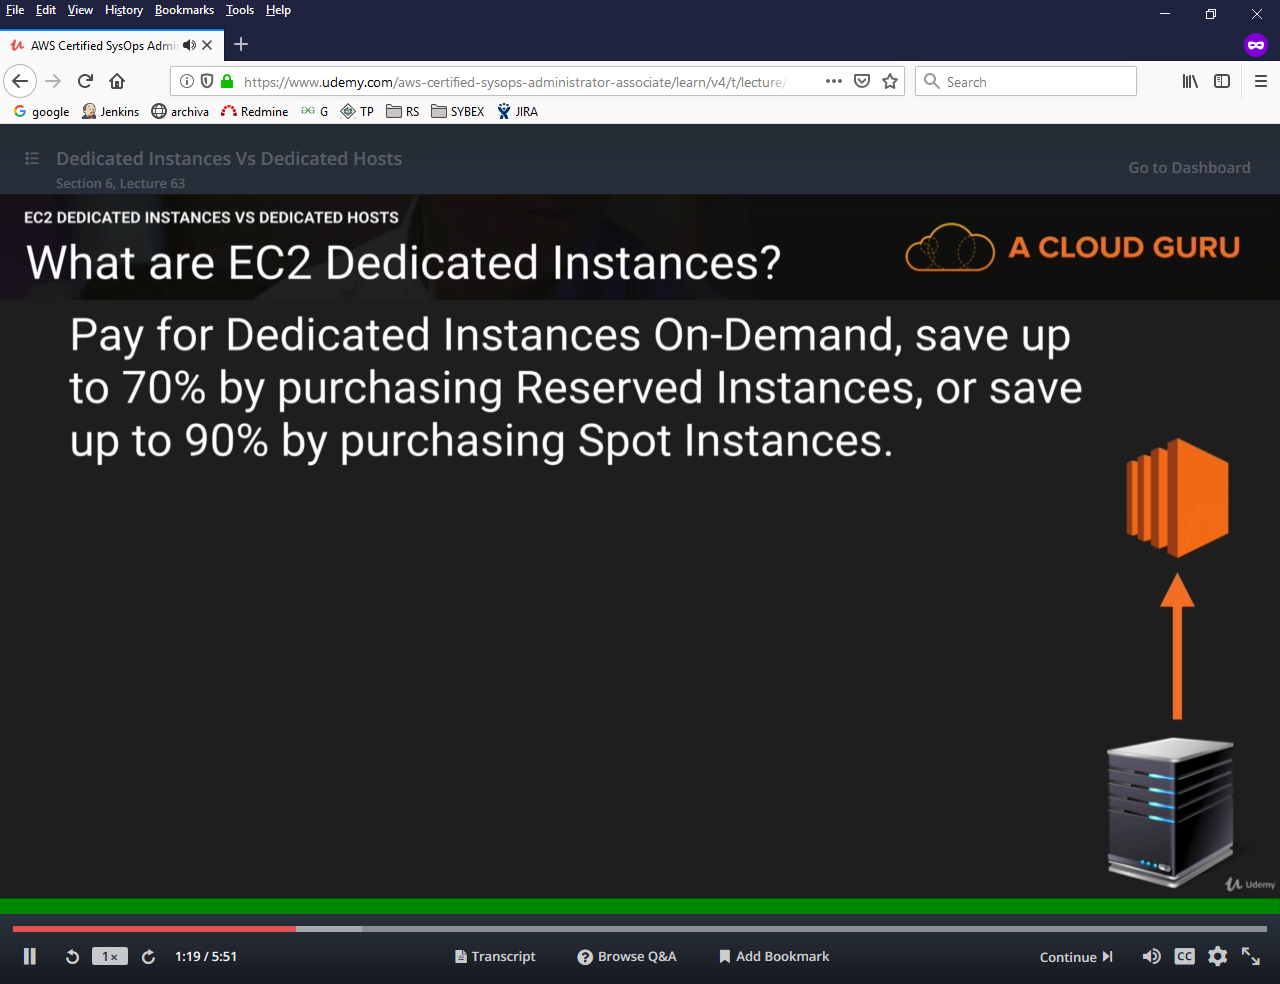 File Edit View History Bookmarks Tools Help
AWS Certified SysOps Admi
https://www.udemy.com/aws-certified-sysops-administrator-associate/learn/v4/t/lecture/
Search
google Jenkins archiva Redmine G TP RS SYBEX JIRA
Dedicated Instances Vs Dedicated Hosts
Section 6, Lecture 63
Go to Dashboard
EC2 DEDICATED INSTANCES VS DEDICATED HOSTS
What are EC2 Dedicated Instances?
A CLOUD GURU
Pay for Dedicated Instances On-Demand, save up
to 70% by purchasing Reserved Instances, or save
up to 90% by purchasing Spot Instances.
Udemy
1x 1:19 / 5:51 Transcript Browse Q&A Add Bookmark Continue CC